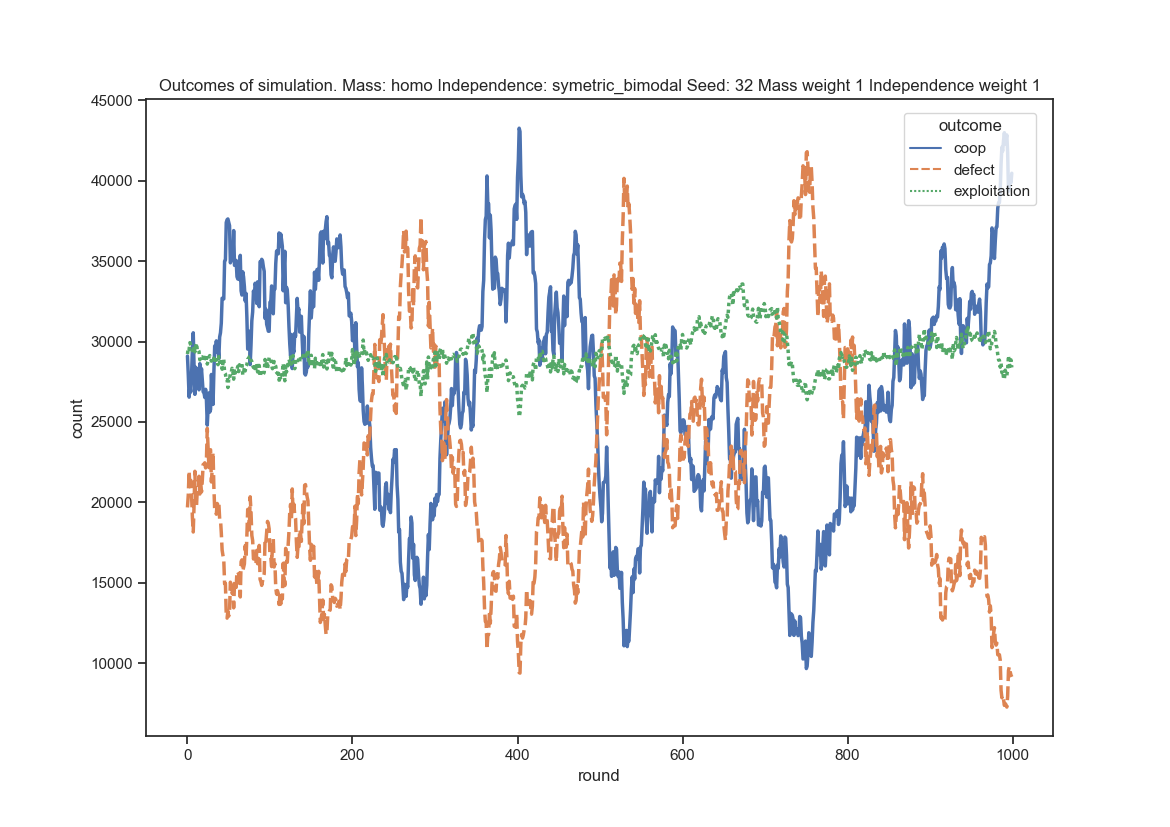 Outcomes of simulation. Mass: homo Independence: symetric_bimodal Seed: 32 Mass weight 1 Independence weight 1
45000
40000
35000
30000
25000
20000
15000
10000
count
outcome
coop
defect
exploitation
0
200
400
600
800
1000
round